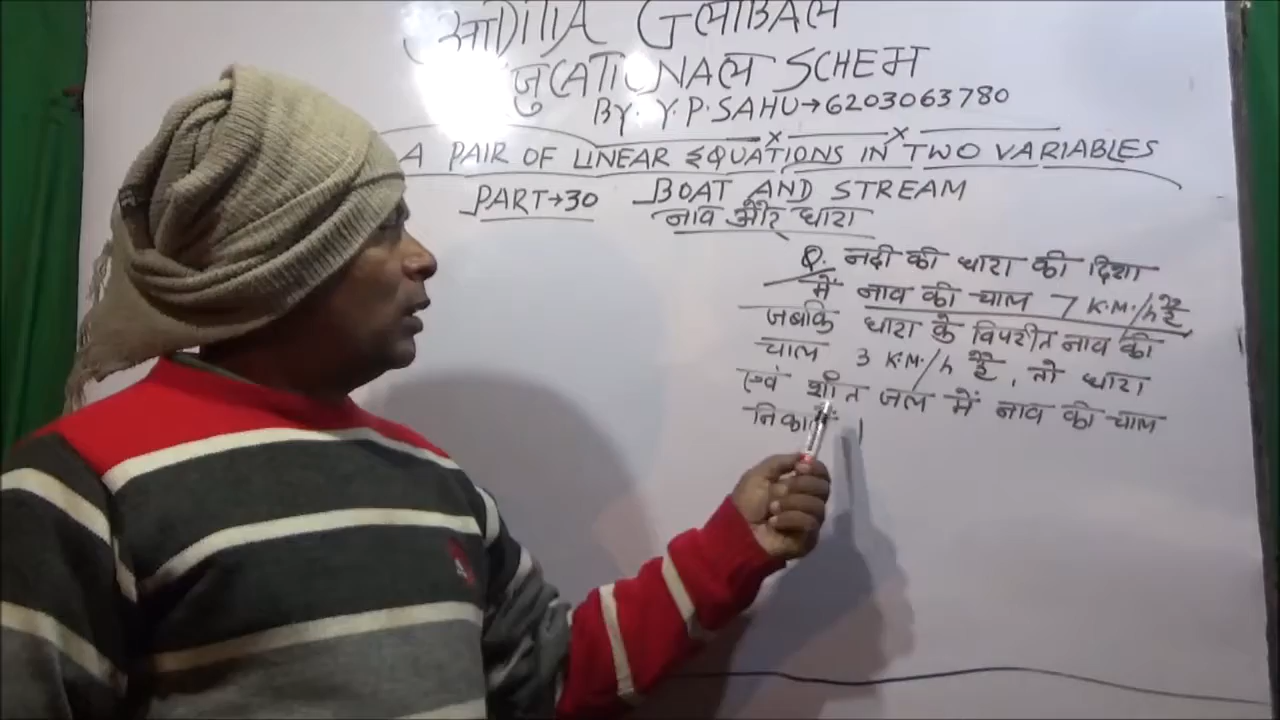 GLOBAL
SCHEM
BY. Y. P. SAHU→6203063780
A PAIR OF LINEAR EQUATIONS IN TWO VARIABLES
PART→30 BOAT AND STREAM
नाव और धारा
Q. नदी की धारा की दिशा
में नाव की चाल 7 K.M./h है
जबकि धारा के विपरीत नाव की
चाल 3 K.M./h है, तो धारा
एवं शांत जल में नाव की चाल
निकालें ।